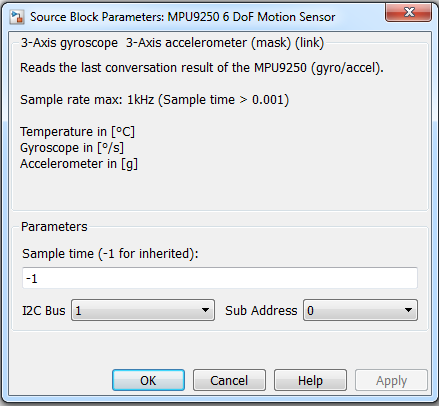 Source Block Parameters: MPU9250 6 DoF Motion Sensor
3-Axis gyroscope 3-Axis accelerometer (mask) (link)
Reads the last conversation result of the MPU9250 (gyro/accel).
Sample rate max: 1kHz (Sample time > 0.001)
Temperature in [°C]
Gyroscope in [°/s]
Accelerometer in [g]
Parameters
Sample time (-1 for inherited):
-1
I2C Bus 1 Sub Address 0
OK Cancel Help Apply